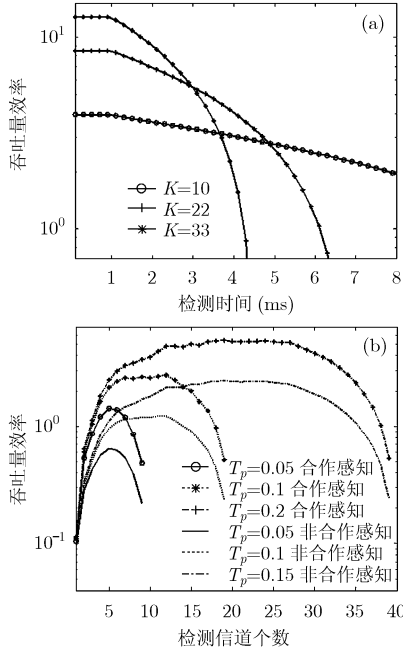 (a)
10^1
10^0
吞吐量效率
K=10
K=22
K=33
1 2 3 4 5 6 7 8
检测时间 (ms)
(b)
10^0
10^{-1}
吞吐量效率
T_p=0.05 合作感知
T_p=0.1 合作感知
T_p=0.2 合作感知
T_p=0.05 非合作感知
T_p=0.1 非合作感知
T_p=0.15 非合作感知
5 10 15 20 25 30 35 40
检测信道个数